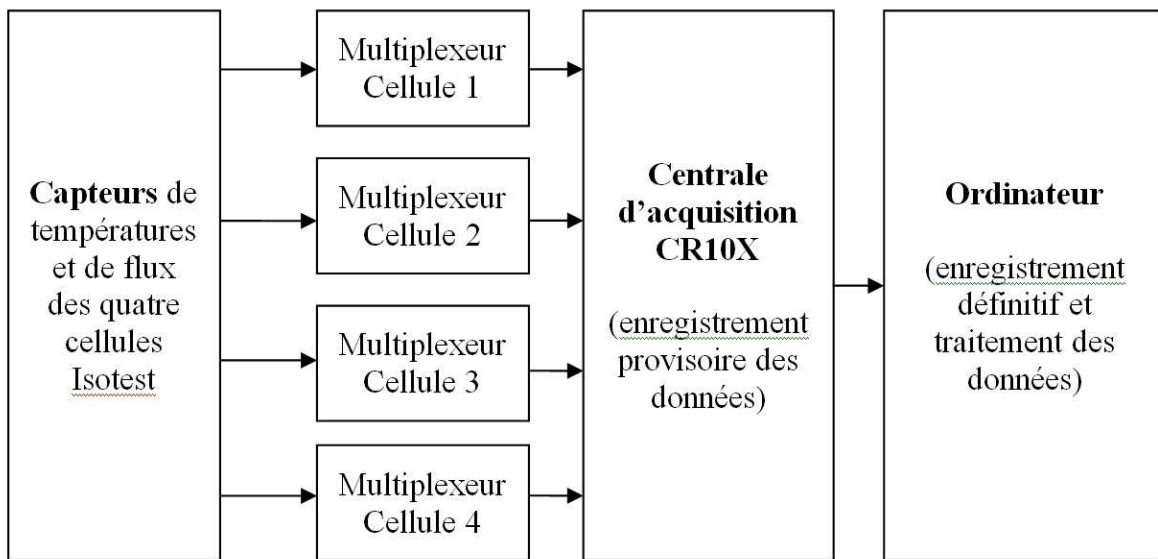 Capteurs de
températures
et de flux
des quatre
cellules
Isotest
Multiplexeur
Cellule 1
Multiplexeur
Cellule 2
Multiplexeur
Cellule 3
Multiplexeur
Cellule 4
Centrale
d’acquisition
CR10X
(enregistrement
provisoire des
données)
Ordinateur
(enregistrement
définitif et
traitement des
données)